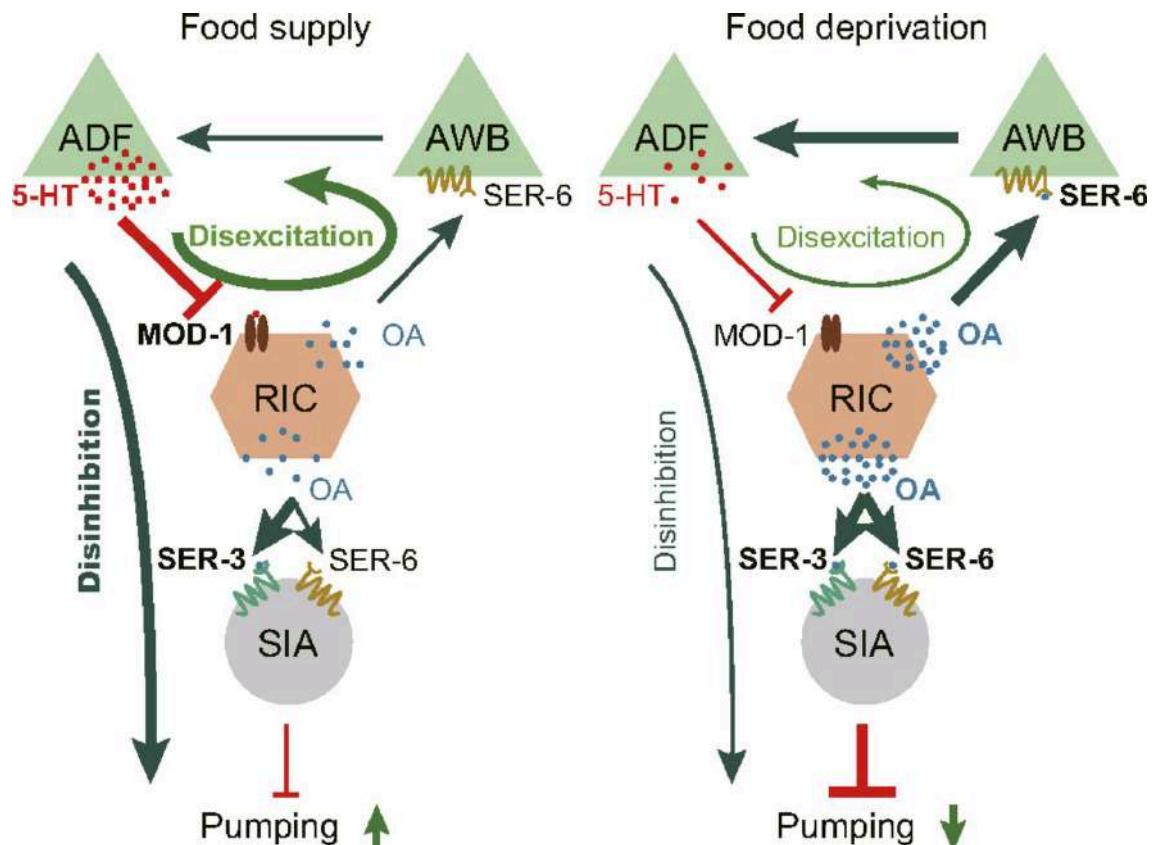 Food supply
ADF
AWB
5-HT
SER-6
Disexcitation
MOD-1
OA
RIC
Disinhibition
OA
SER-3
SER-6
SIA
Pumping
Food deprivation
ADF
AWB
5-HT
SER-6
Disexcitation
MOD-1
OA
RIC
Disinhibition
OA
SER-3
SER-6
SIA
Pumping